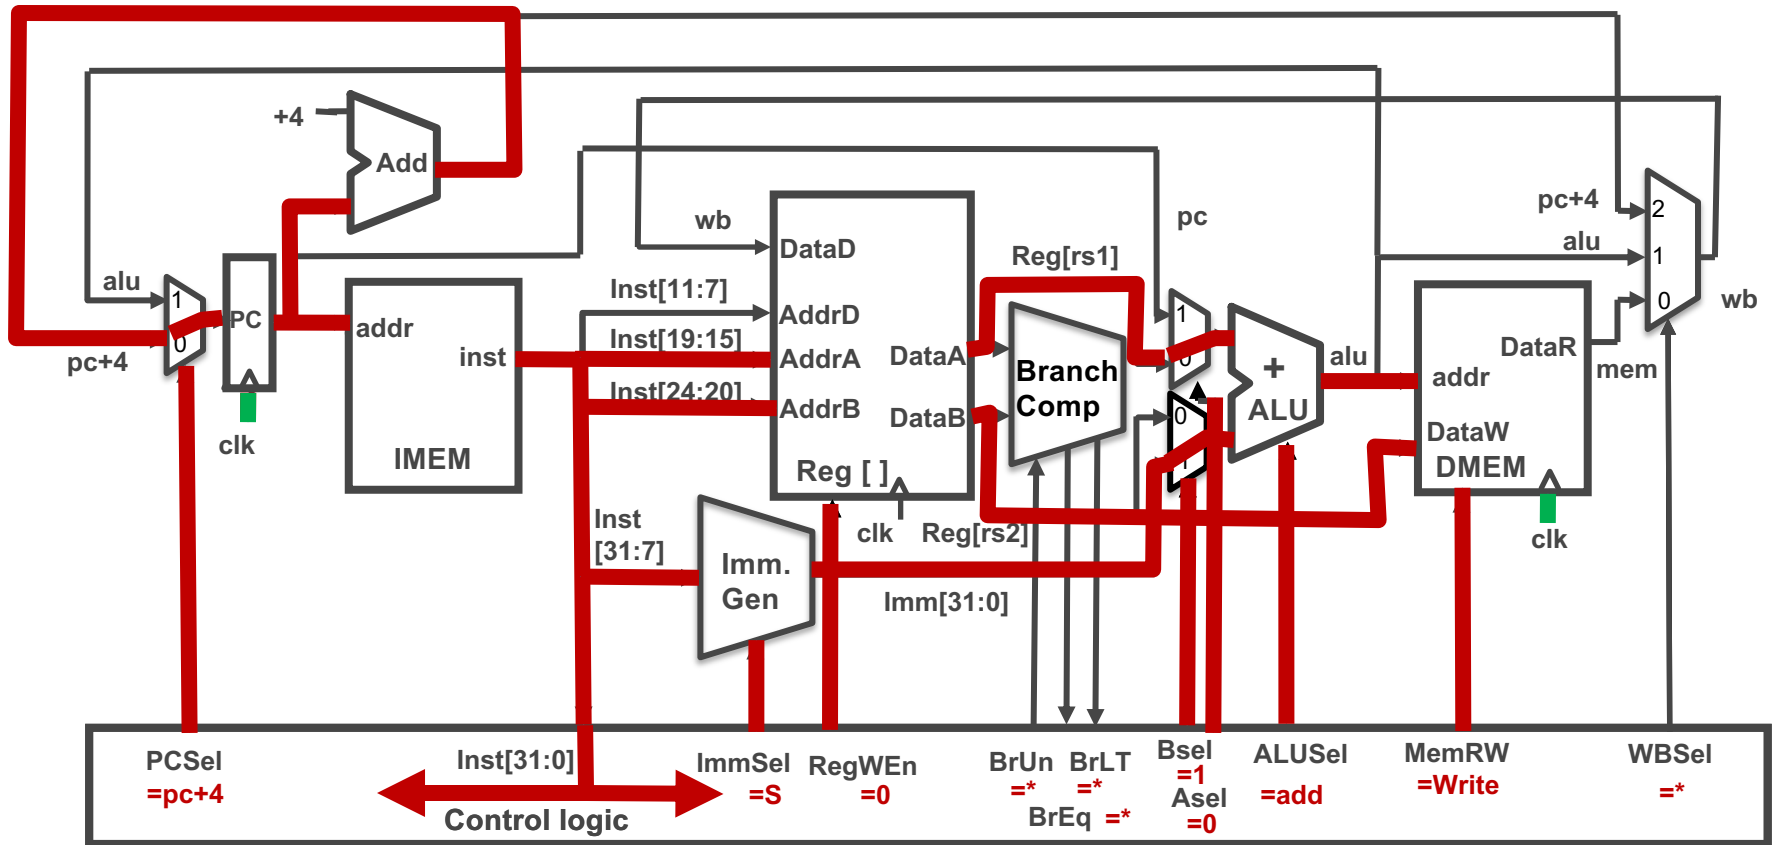 +4
Add
alu
1
0
pc+4
PC
clk
addr
inst
IMEM
wb
Inst[11:7]
Inst[19:15]
Inst[24:20]
DataD
AddrD
AddrA
AddrB
DataA
DataB
Reg [ ]
clk
Reg[rs1]
Reg[rs2]
Branch
Comp
pc
1
0
0
1
+
ALU
alu
addr
DataW
DMEM
DataR
clk
mem
pc+4
alu
2
1
0
wb
Inst
[31:7]
Imm.
Gen
Imm[31:0]
PCSel
=pc+4
Inst[31:0]
Control logic
ImmSel
=S
RegWEn
=0
BrUn
=*
BrLT
=*
BrEq =*
Bsel
=1
Asel
=0
ALUSel
=add
MemRW
=Write
WBSel
=*